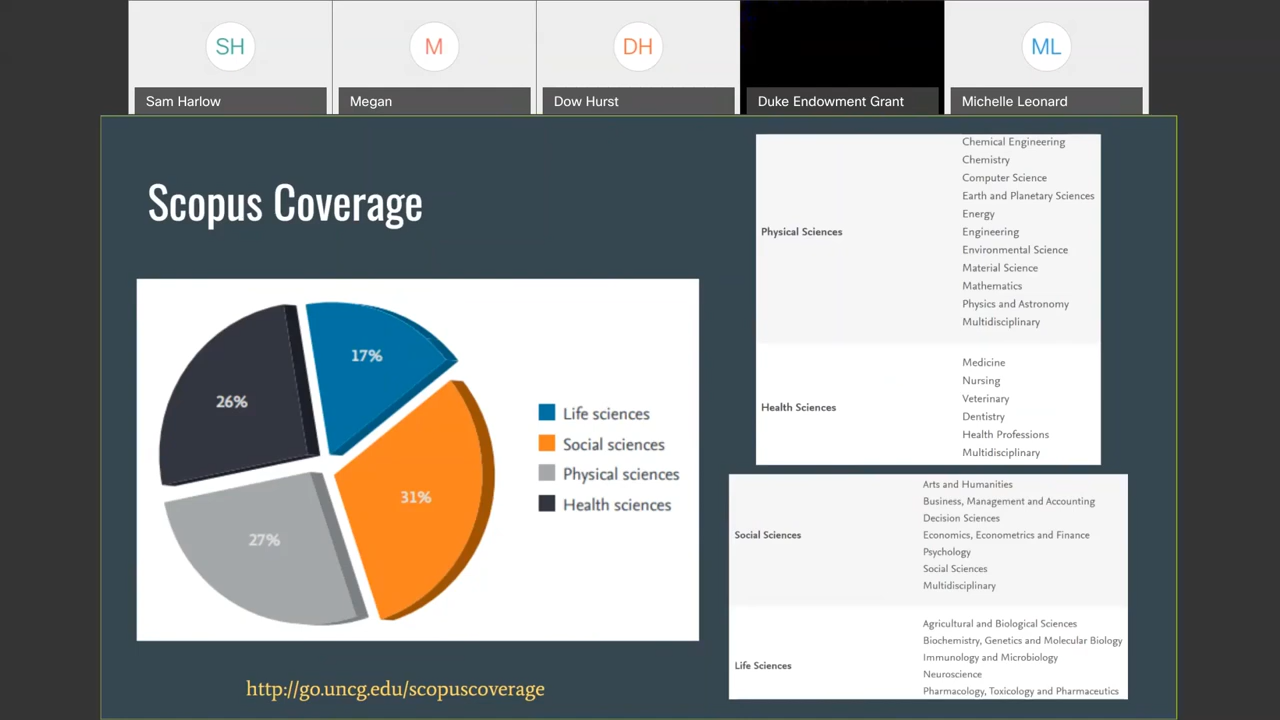 SH
M
DH
ML
Sam Harlow
Megan
Dow Hurst
Duke Endowment Grant
Michelle Leonard
Scopus Coverage
17%
26%
31%
27%
Life sciences
Social sciences
Physical sciences
Health sciences
http://go.uncg.edu/scopuscoverage
Physical Sciences
Chemical Engineering
Chemistry
Computer Science
Earth and Planetary Sciences
Energy
Engineering
Environmental Science
Material Science
Mathematics
Physics and Astronomy
Multidisciplinary
Health Sciences
Medicine
Nursing
Veterinary
Dentistry
Health Professions
Multidisciplinary
Social Sciences
Arts and Humanities
Business, Management and Accounting
Decision Sciences
Economics, Econometrics and Finance
Psychology
Social Sciences
Multidisciplinary
Life Sciences
Agricultural and Biological Sciences
Biochemistry, Genetics and Molecular Biology
Immunology and Microbiology
Neuroscience
Pharmacology, Toxicology and Pharmaceutics